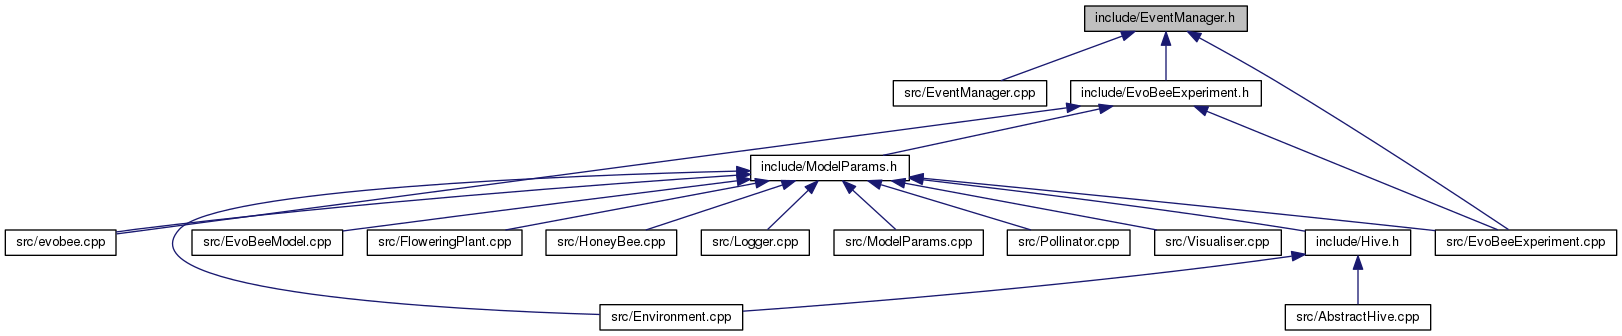 include/EventManager.h
src/EventManager.cpp
include/EvoBeeExperiment.h
include/ModelParams.h
src/evobee.cpp
src/EvoBeeModel.cpp
src/FloweringPlant.cpp
src/HoneyBee.cpp
src/Logger.cpp
src/ModelParams.cpp
src/Pollinator.cpp
src/Visualiser.cpp
include/Hive.h
src/EvoBeeExperiment.cpp
src/Environment.cpp
src/AbstractHive.cpp